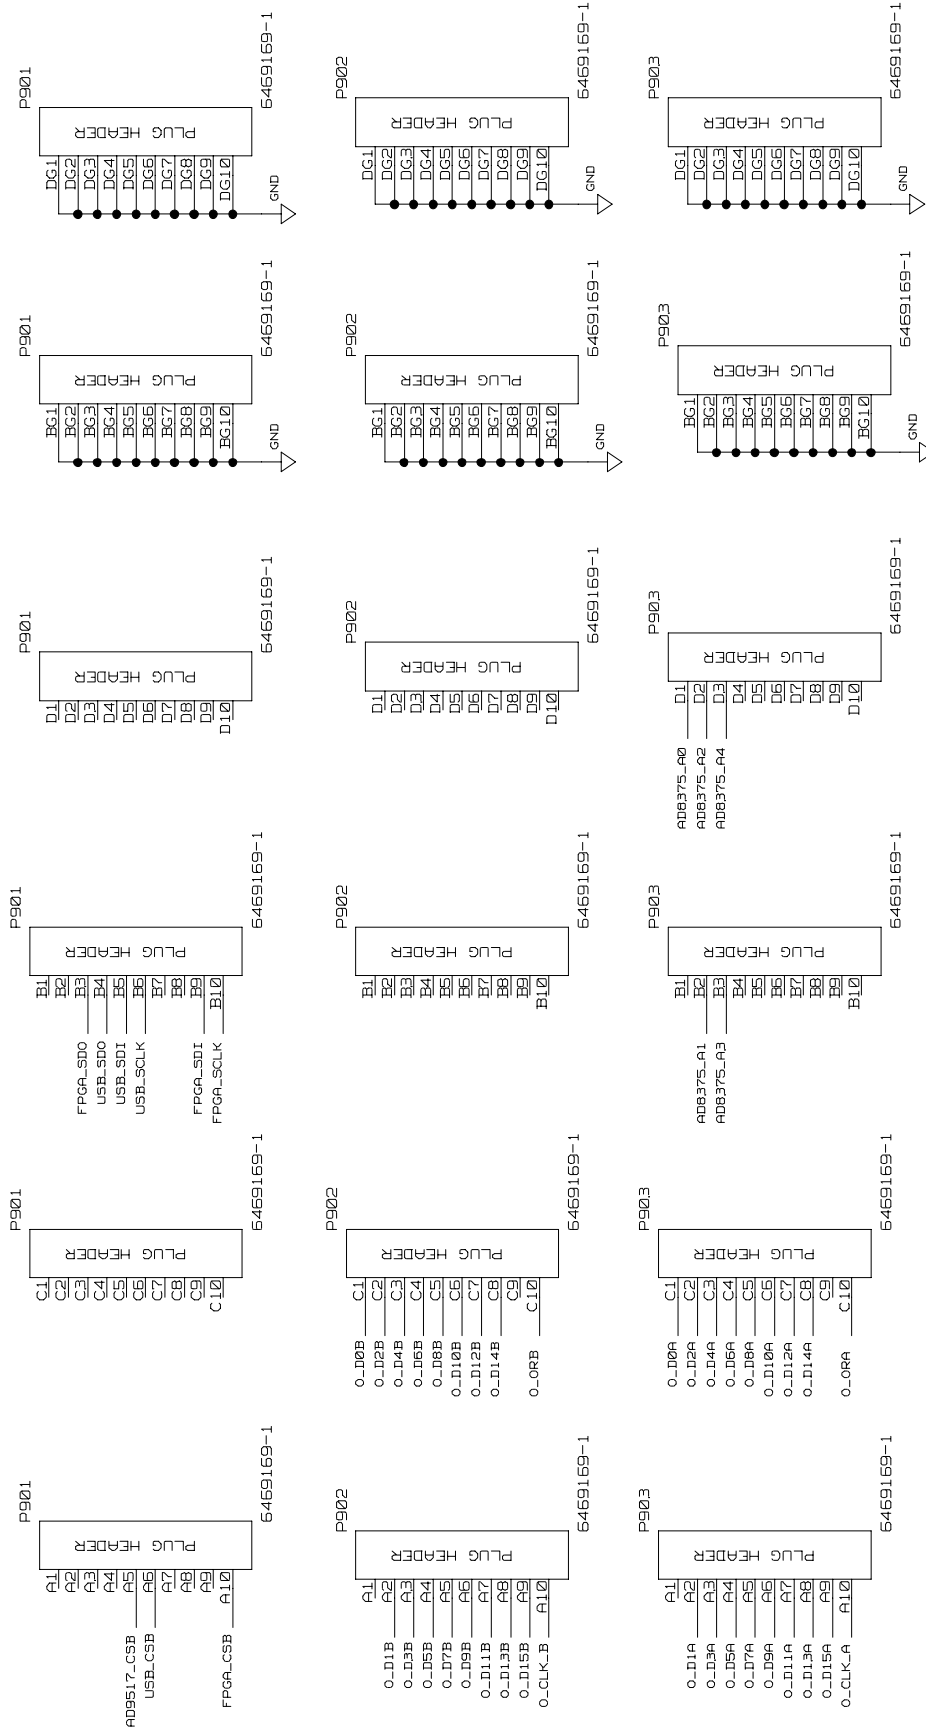 P901
6469169-1
PLUG HEADER
DG1
DG2
DG3
DG4
DG5
DG6
DG7
DG8
DG9
DG10
GND
P902
6469169-1
PLUG HEADER
DG1
DG2
DG3
DG4
DG5
DG6
DG7
DG8
DG9
DG10
GND
P903
6469169-1
PLUG HEADER
DG1
DG2
DG3
DG4
DG5
DG6
DG7
DG8
DG9
DG10
GND
P901
6469169-1
PLUG HEADER
BG1
BG2
BG3
BG4
BG5
BG6
BG7
BG8
BG9
BG10
GND
P902
6469169-1
PLUG HEADER
BG1
BG2
BG3
BG4
BG5
BG6
BG7
BG8
BG9
BG10
GND
P903
6469169-1
PLUG HEADER
BG1
BG2
BG3
BG4
BG5
BG6
BG7
BG8
BG9
BG10
GND
P901
6469169-1
PLUG HEADER
D1
D2
D3
D4
D5
D6
D7
D8
D9
D10
P902
6469169-1
PLUG HEADER
D1
D2
D3
D4
D5
D6
D7
D8
D9
D10
P903
6469169-1
PLUG HEADER
AD8375_A0 D1
AD8375_A2 D2
AD8375_A4 D3
D4
D5
D6
D7
D8
D9
D10
P901
6469169-1
PLUG HEADER
B1
B2
FPGA_SDO B3
USB_SDO B4
USB_SDI B5
USB_SCLK B6
B7
B8
FPGA_SDI B9
FPGA_SCLK B10
P902
6469169-1
PLUG HEADER
B1
B2
B3
B4
B5
B6
B7
B8
B9
B10
P903
6469169-1
PLUG HEADER
B1
AD8375_A1 B2
AD8375_A3 B3
B4
B5
B6
B7
B8
B9
B10
P901
6469169-1
PLUG HEADER
C1
C2
C3
C4
C5
C6
C7
C8
C9
C10
P902
6469169-1
PLUG HEADER
O_D0B C1
O_D2B C2
O_D4B C3
O_D6B C4
O_D8B C5
O_D10B C6
O_D12B C7
O_D14B C8
C9
O_ORB C10
P903
6469169-1
PLUG HEADER
O_D0A C1
O_D2A C2
O_D4A C3
O_D6A C4
O_D8A C5
O_D10A C6
O_D12A C7
O_D14A C8
C9
O_ORA C10
P901
6469169-1
PLUG HEADER
A1
A2
A3
A4
AD9517_CSB A5
USB_CSB A6
A7
A8
A9
FPGA_CSB A10
P902
6469169-1
PLUG HEADER
A1
O_D1B A2
O_D3B A3
O_D5B A4
O_D7B A5
O_D9B A6
O_D11B A7
O_D13B A8
O_D15B A9
O_CLK_B A10
P903
6469169-1
PLUG HEADER
A1
O_D1A A2
O_D3A A3
O_D5A A4
O_D7A A5
O_D9A A6
O_D11A A7
O_D13A A8
O_D15A A9
O_CLK_A A10